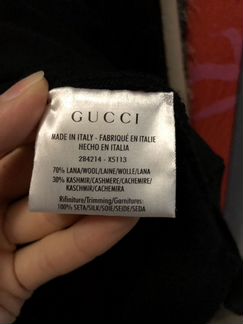 GUCCI
MADE IN ITALY - FABRIQUÉ EN ITALIE
HECHO EN ITALIA
284214 - X5113
70% LANA/WOOL/LAINE/WOLLE/LANA
30% KASHMIR/CASHMERE/CACHEMIRE/
KASCHMIR/CACHEMIRA
Rifiniture/Trimming/Garnitures
100% SETA/SILK/SOIE/SEIDE/SEDA